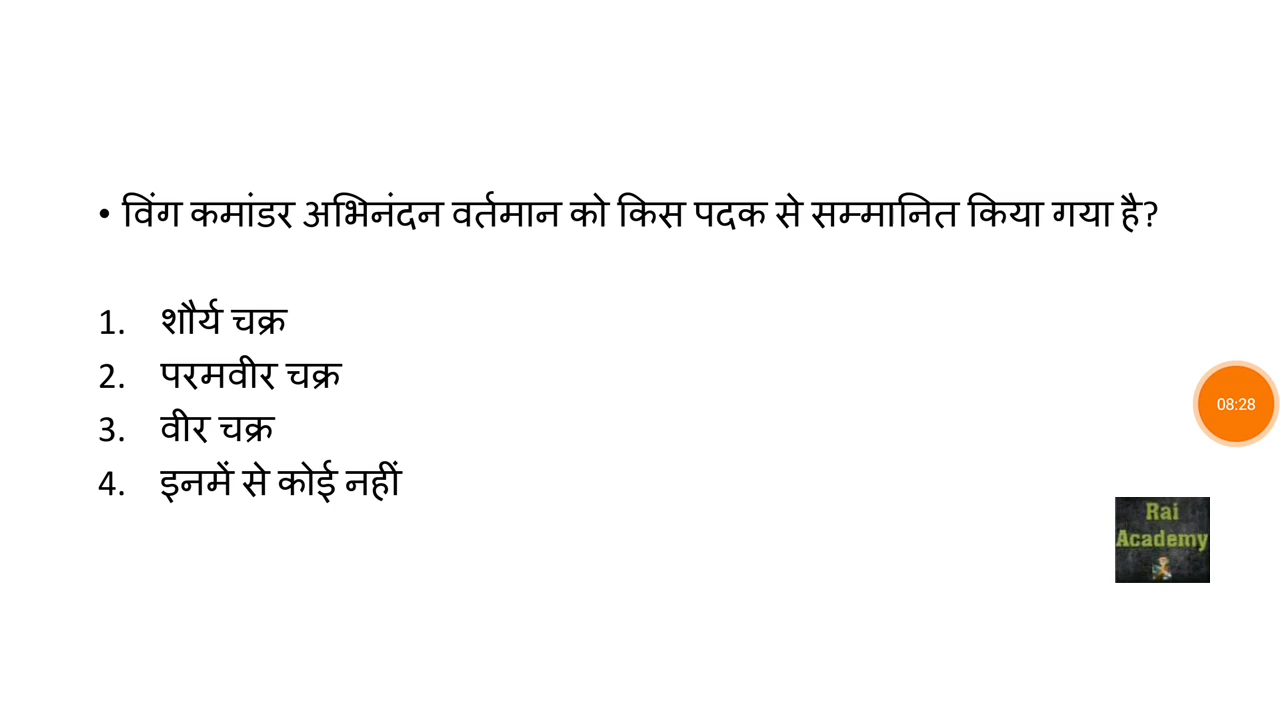 • विंग कमांडर अभिनंदन वर्तमान को किस पदक से सम्मानित किया गया है?
1. शौर्य चक्र
2. परमवीर चक्र
3. वीर चक्र
4. इनमें से कोई नहीं
08:28
Rai
Academy